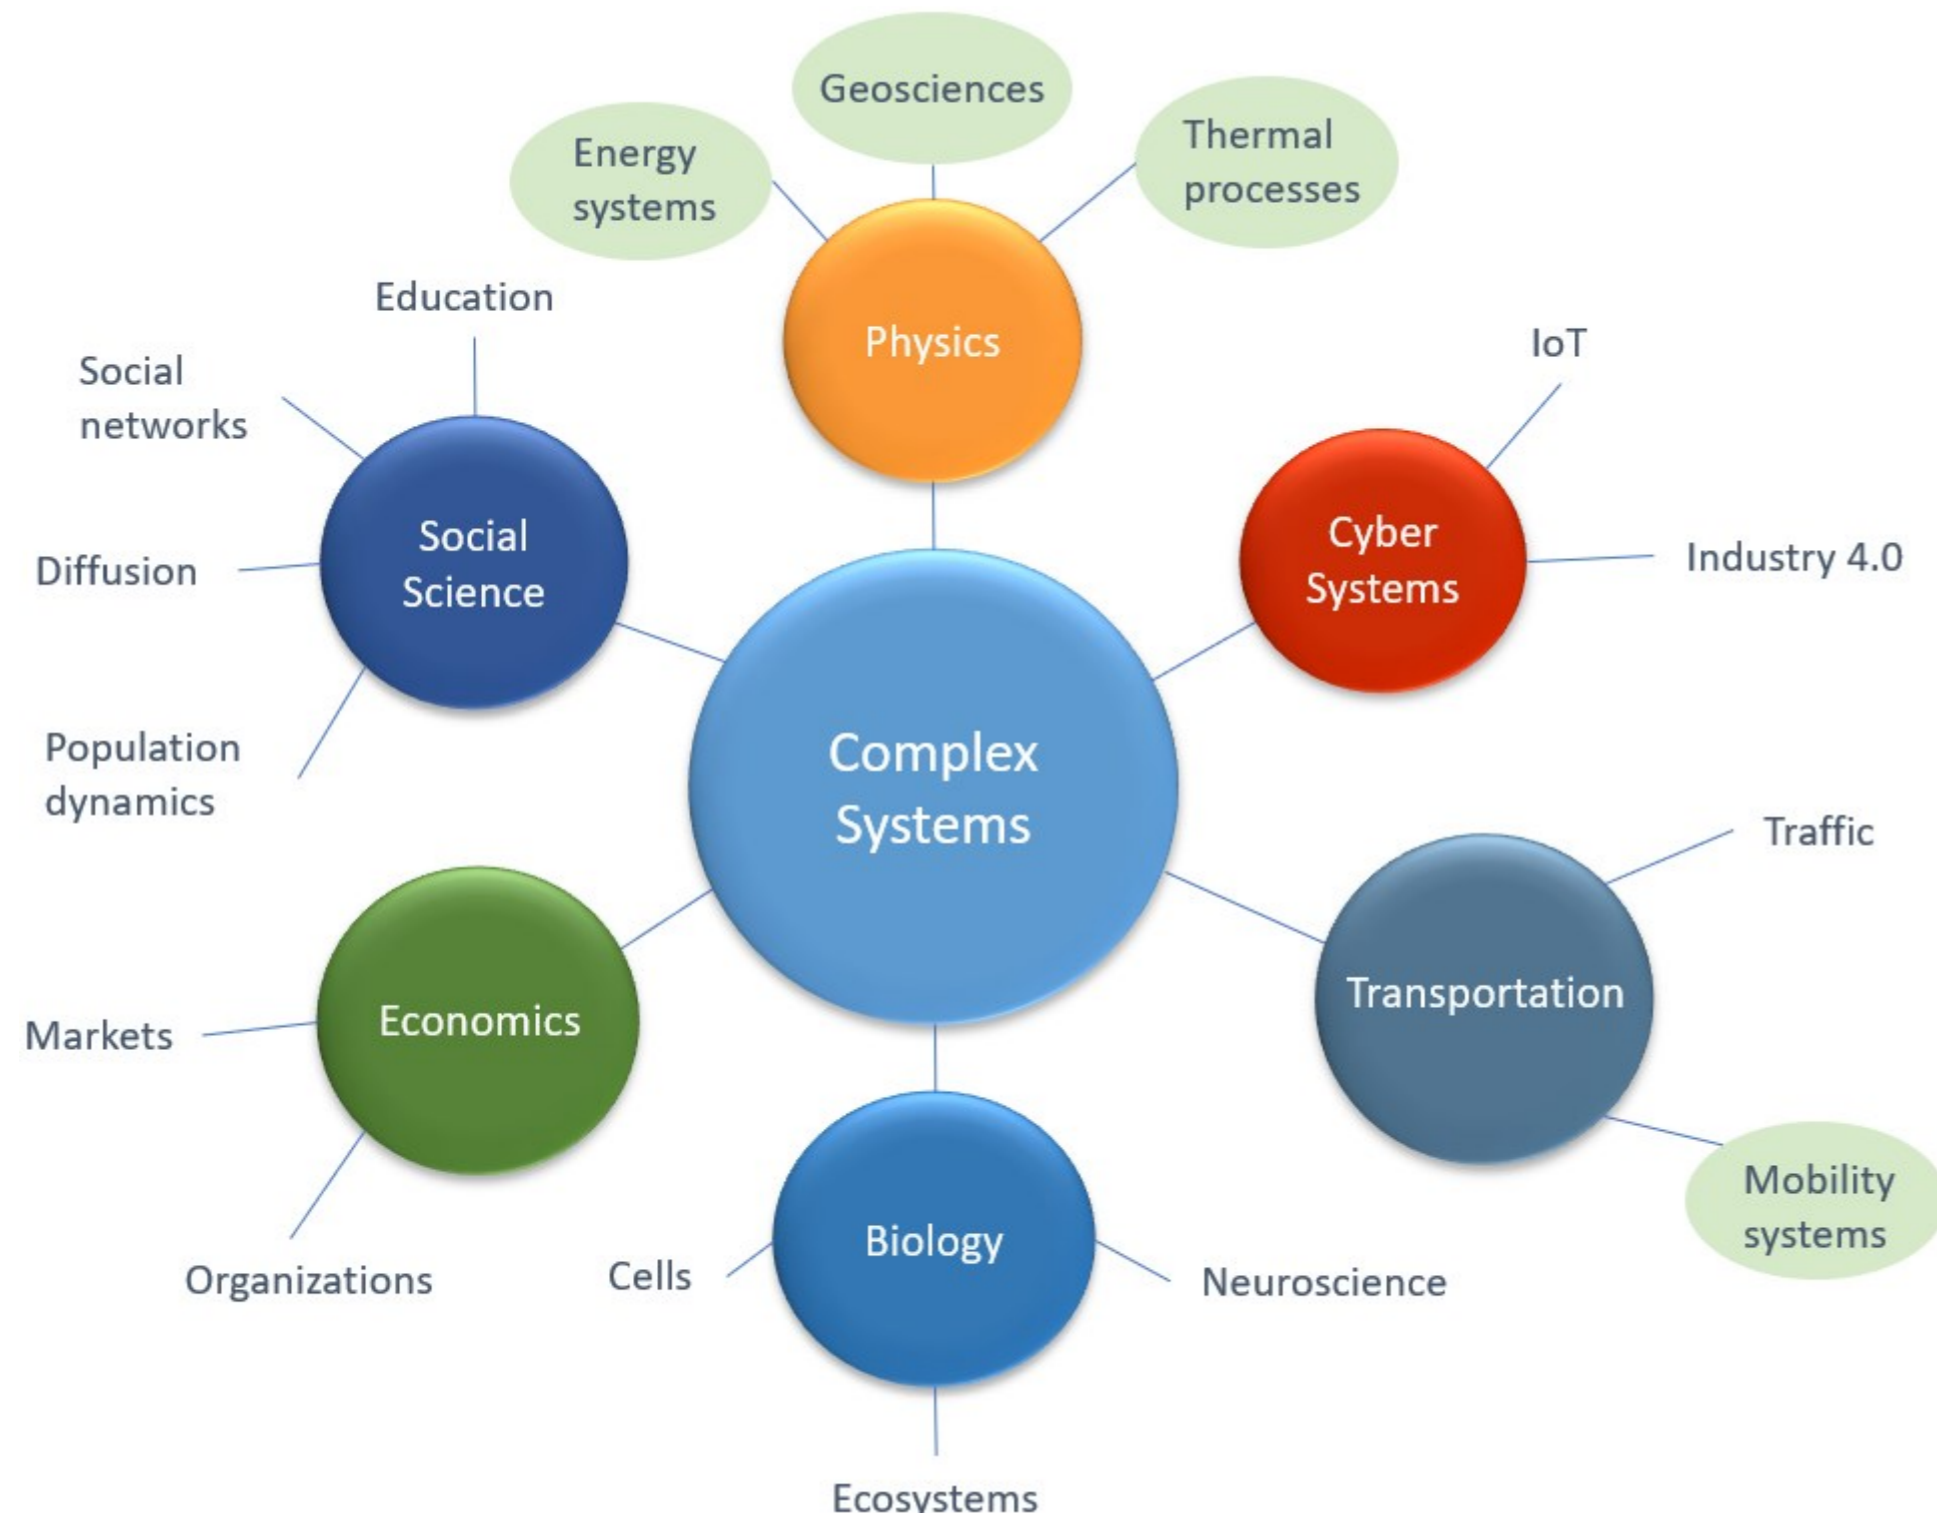 Geosciences
Energy
systems
Thermal
processes
Education
Physics
IoT
Social
networks
Social
Science
Cyber
Systems
Diffusion
Industry 4.0
Population
dynamics
Complex
Systems
Traffic
Transportation
Markets
Economics
Mobility
systems
Biology
Organizations
Cells
Neuroscience
Ecosystems